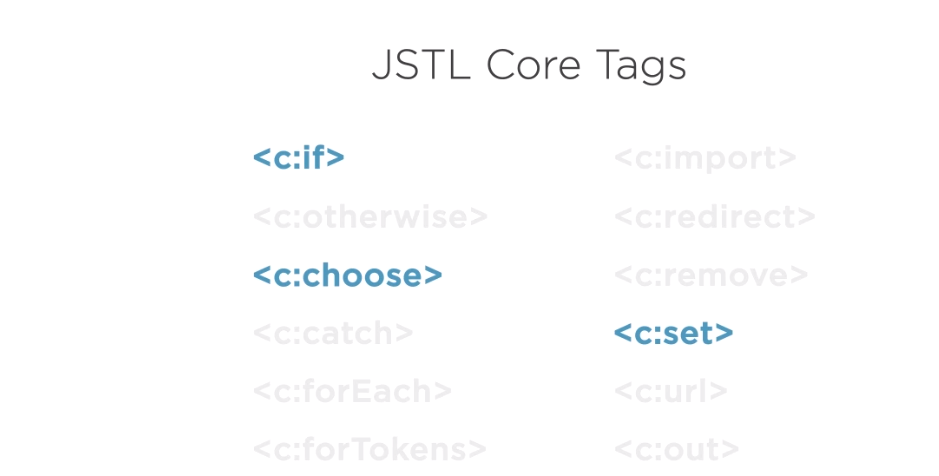 JSTL Core Tags
<c:if>
<c:otherwise>
<c:choose>
<c:catch>
<c:forEach>
<c:forTokens>
<c:import>
<c:redirect>
<c:remove>
<c:set>
<c:url>
<c:out>